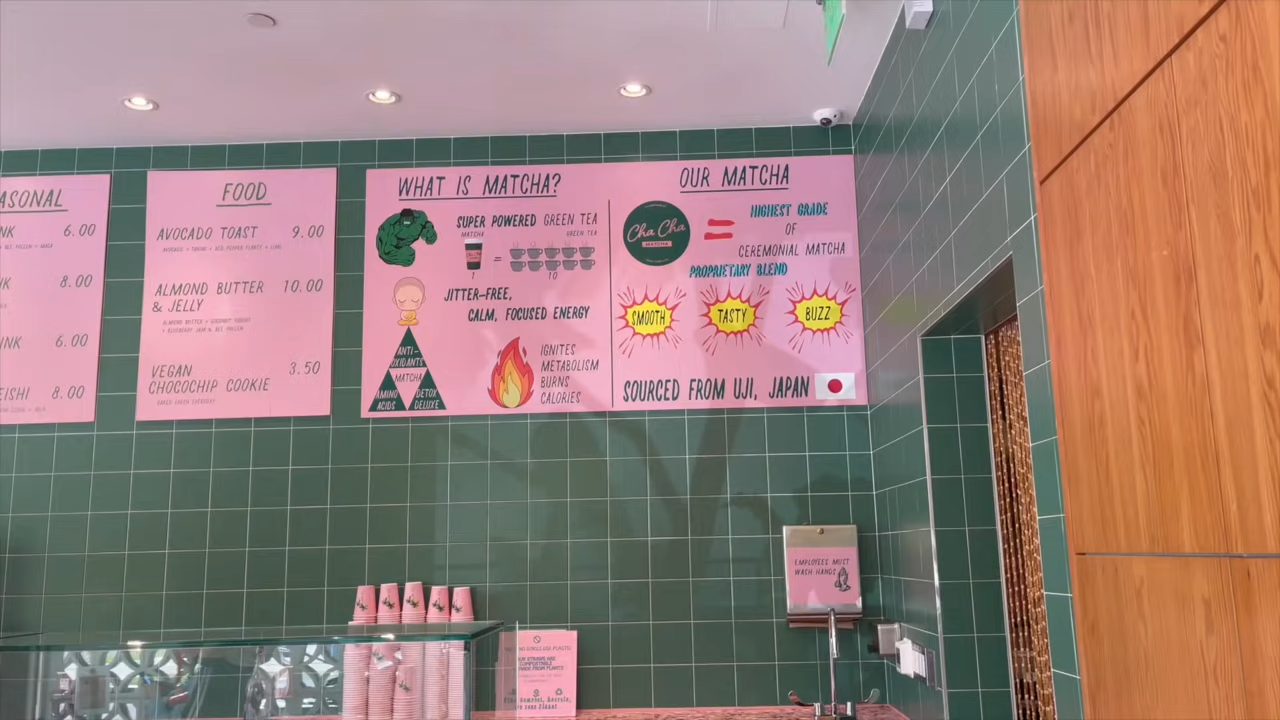 ASONAL
NK 6.00
K 8.00
INK 6.00
EISHI 8.00
FOOD
AVOCADO TOAST 9.00
ALMOND BUTTER 10.00
& JELLY
VEGAN 3.50
CHOCOCHIP COOKIE
BAKED FRESH EVERYDAY
WHAT IS MATCHA?
SUPER POWERED GREEN TEA
MATCHA GREEN TEA
=
1 10
JITTER-FREE,
CALM, FOCUSED ENERGY
ANTI-
OXIDANTS
MATCHA
AMINO
ACIDS
DETOX
DELUXE
IGNITES
METABOLISM
BURNS
CALORIES
OUR MATCHA
Cha Cha
MATCHA
=
HIGHEST GRADE
OF
CEREMONIAL MATCHA
PROPRIETARY BLEND
SMOOTH TASTY BUZZ
SOURCED FROM UJI, JAPAN
EMPLOYEES MUST
WASH HANDS